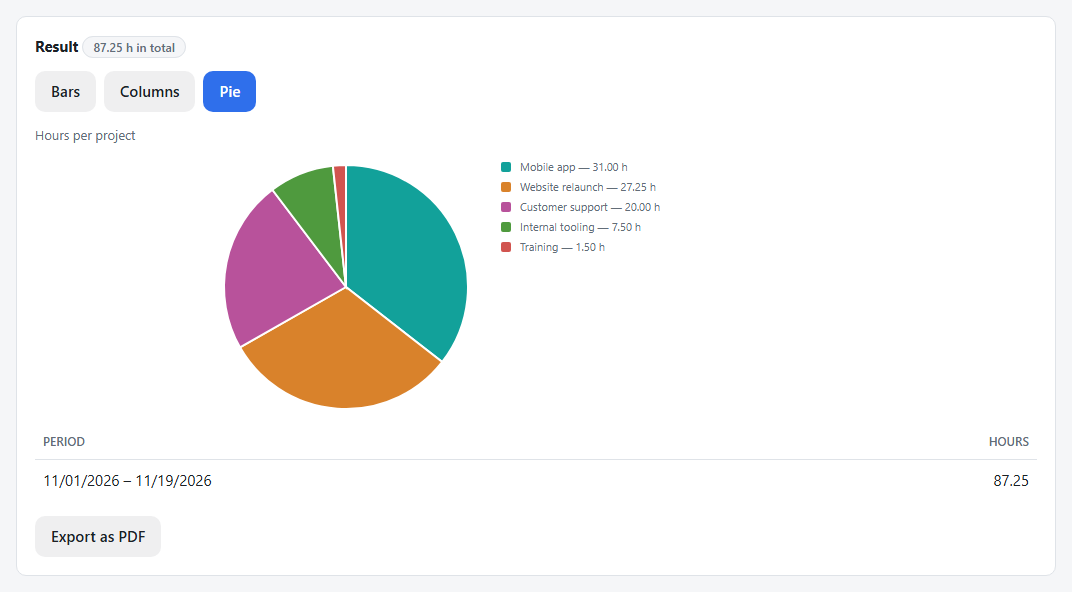 Result 87.25 h in total
Bars Columns Pie
Hours per project
Mobile app — 31.00 h
Website relaunch — 27.25 h
Customer support — 20.00 h
Internal tooling — 7.50 h
Training — 1.50 h
PERIOD HOURS
11/01/2026 – 11/19/2026 87.25
Export as PDF